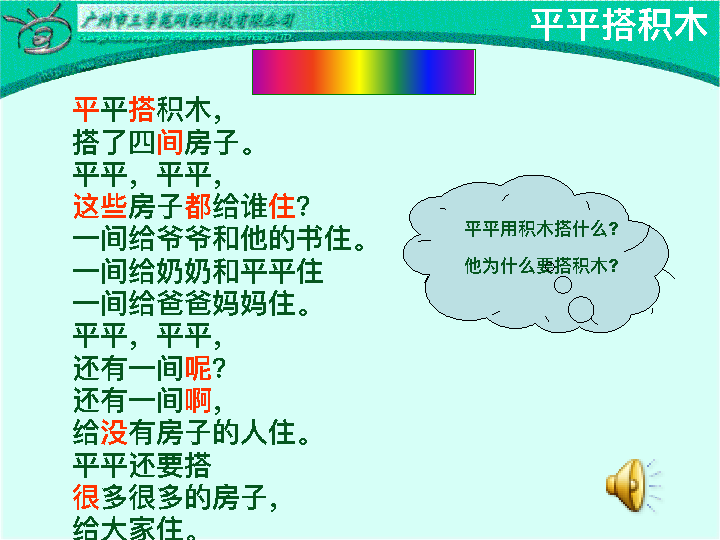 广州市三学苑网络科技有限公司
平平搭积木
平平搭积木，
搭了四间房子。
平平，平平，
这些房子都给谁住？
一间给爷爷和他的书住。
一间给奶奶和平平住
一间给爸爸妈妈住。
平平，平平，
还有一间呢？
还有一间啊，
给没有房子的人住。
平平还要搭
很多很多的房子，
给大家住。
平平用积木搭什么？
他为什么要搭积木？